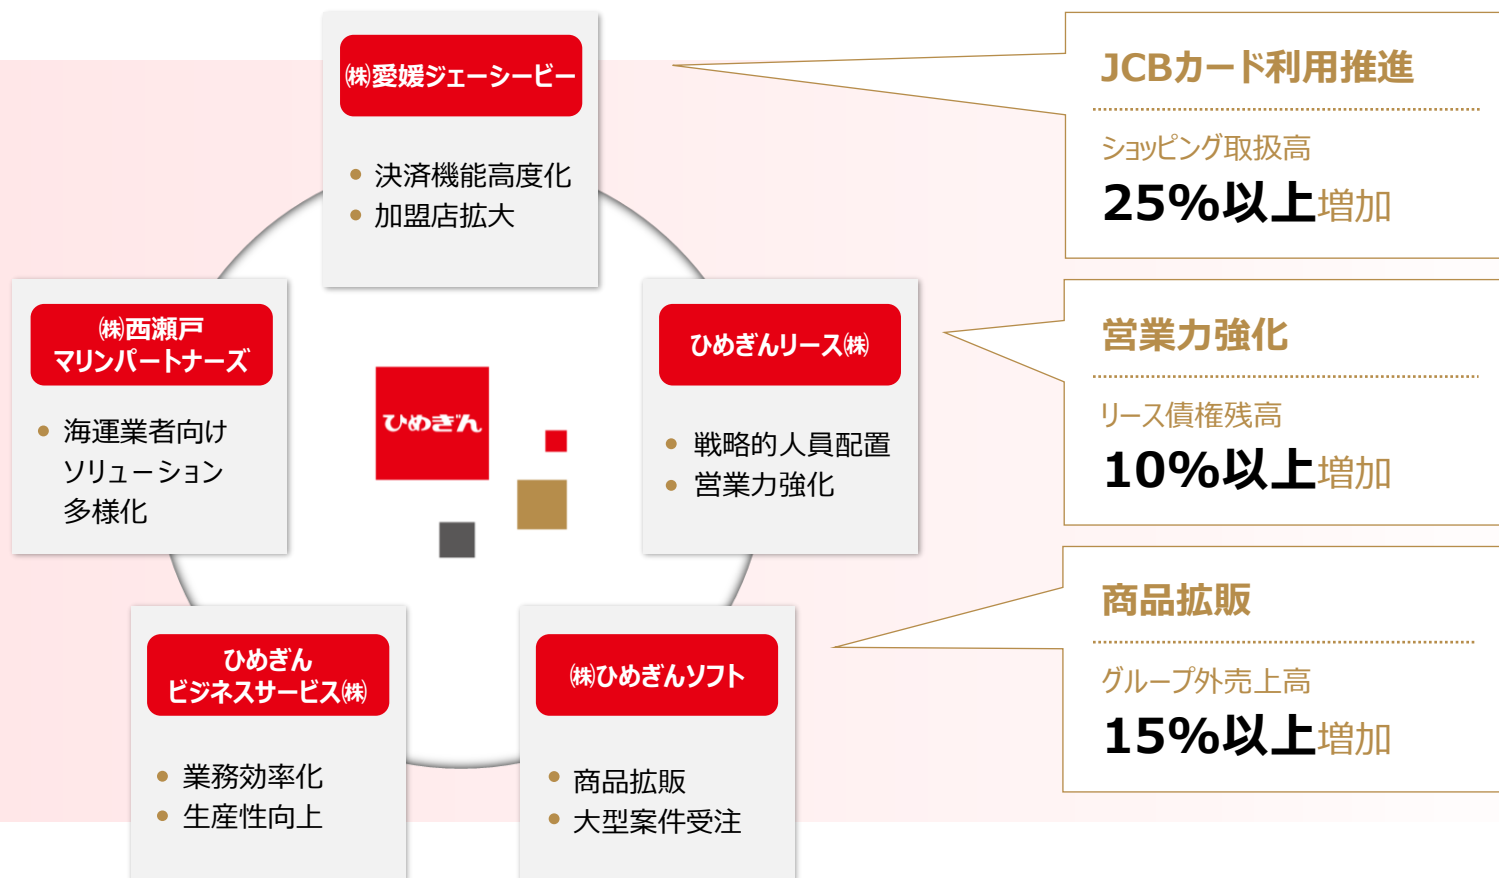 ㈱愛媛ジェーシービー
• 決済機能高度化
• 加盟店拡大
㈱西瀬戸
マリンパートナーズ
• 海運業者向け
ソリューション
多様化
ひめぎん
ひめぎんリース㈱
• 戦略的人員配置
• 営業力強化
ひめぎん
ビジネスサービス㈱
• 業務効率化
• 生産性向上
㈱ひめぎんソフト
• 商品拡販
• 大型案件受注
JCBカード利用推進
ショッピング取扱高
25%以上増加
営業力強化
リース債権残高
10%以上増加
商品拡販
グループ外売上高
15%以上増加